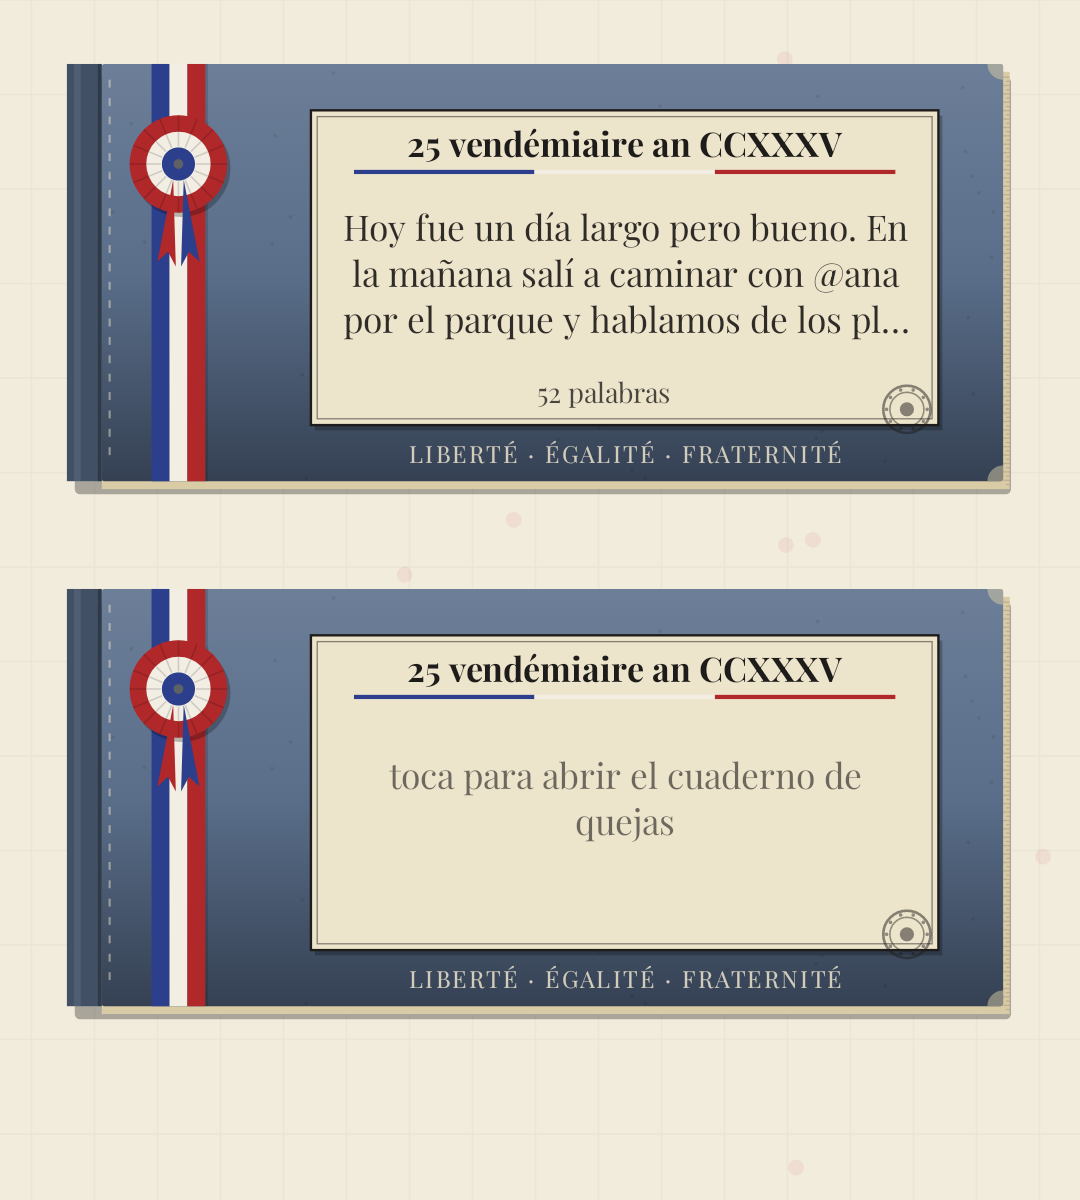 25 vendémiaire an CCXXXV
Hoy fue un día largo pero bueno. En
la mañana salí a caminar con @ana
por el parque y hablamos de los pl…
52 palabras
LIBERTÉ · ÉGALITÉ · FRATERNITÉ
25 vendémiaire an CCXXXV
toca para abrir el cuaderno de
quejas
LIBERTÉ · ÉGALITÉ · FRATERNITÉ